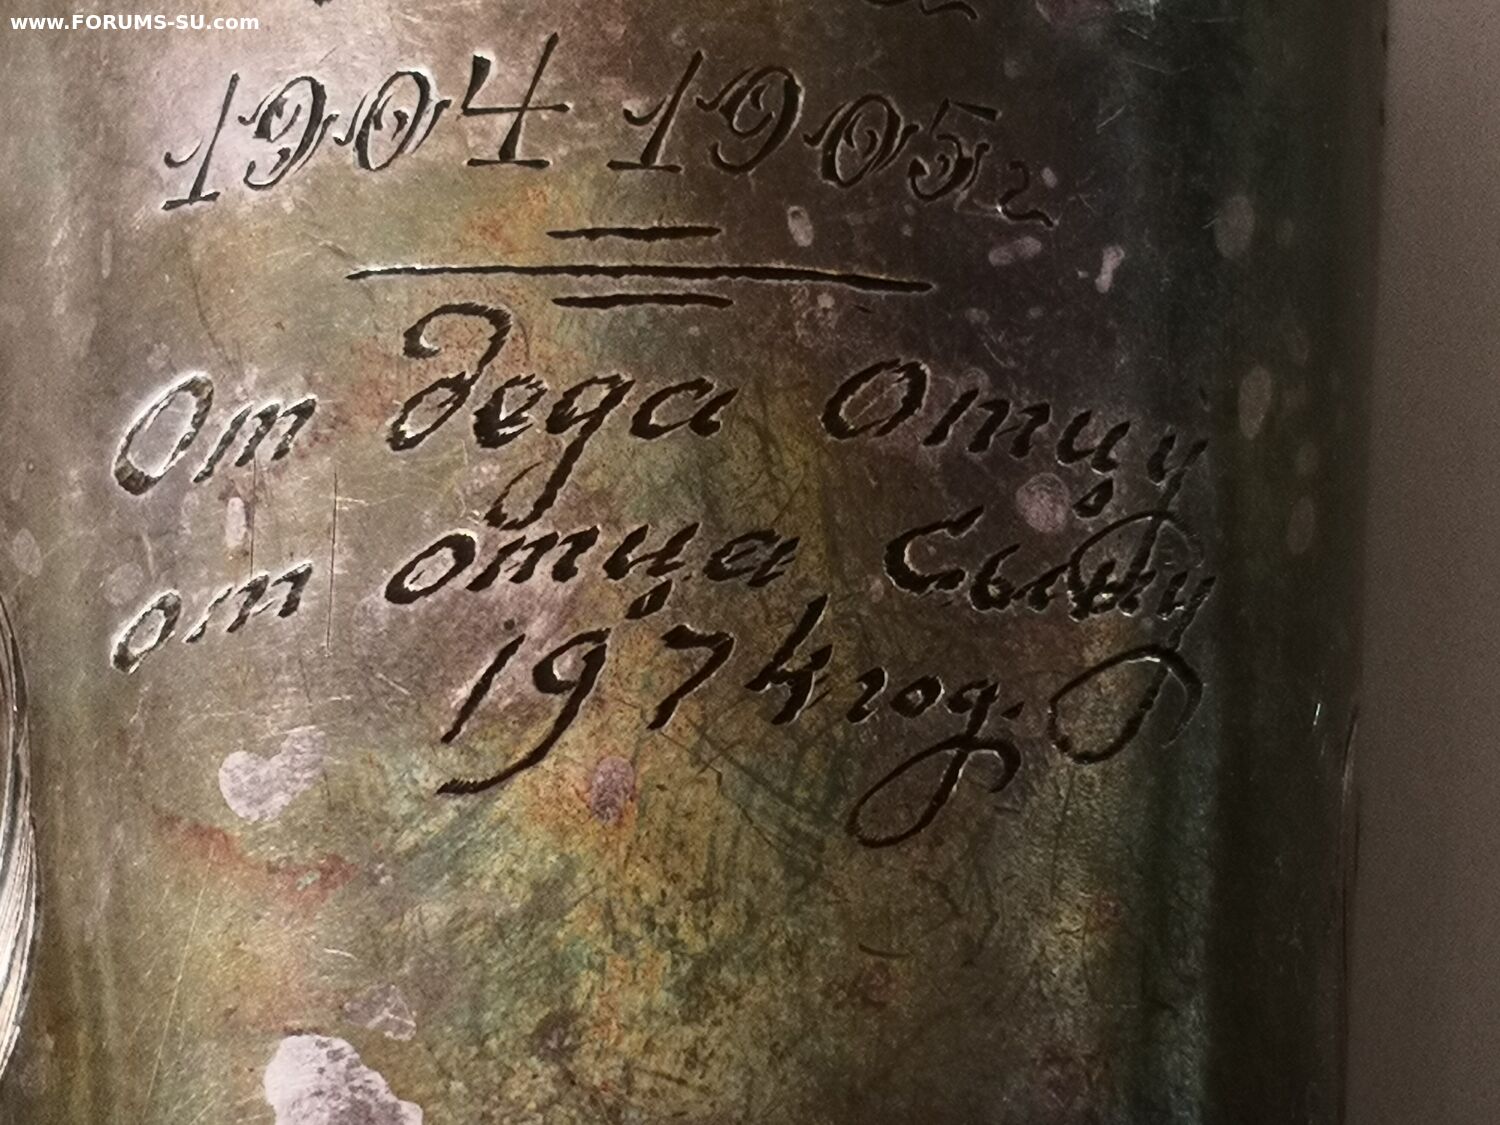 www.FORUMS-SU.com
1904 1905г
От деда Отцу
от отца Сыну
1974 год.